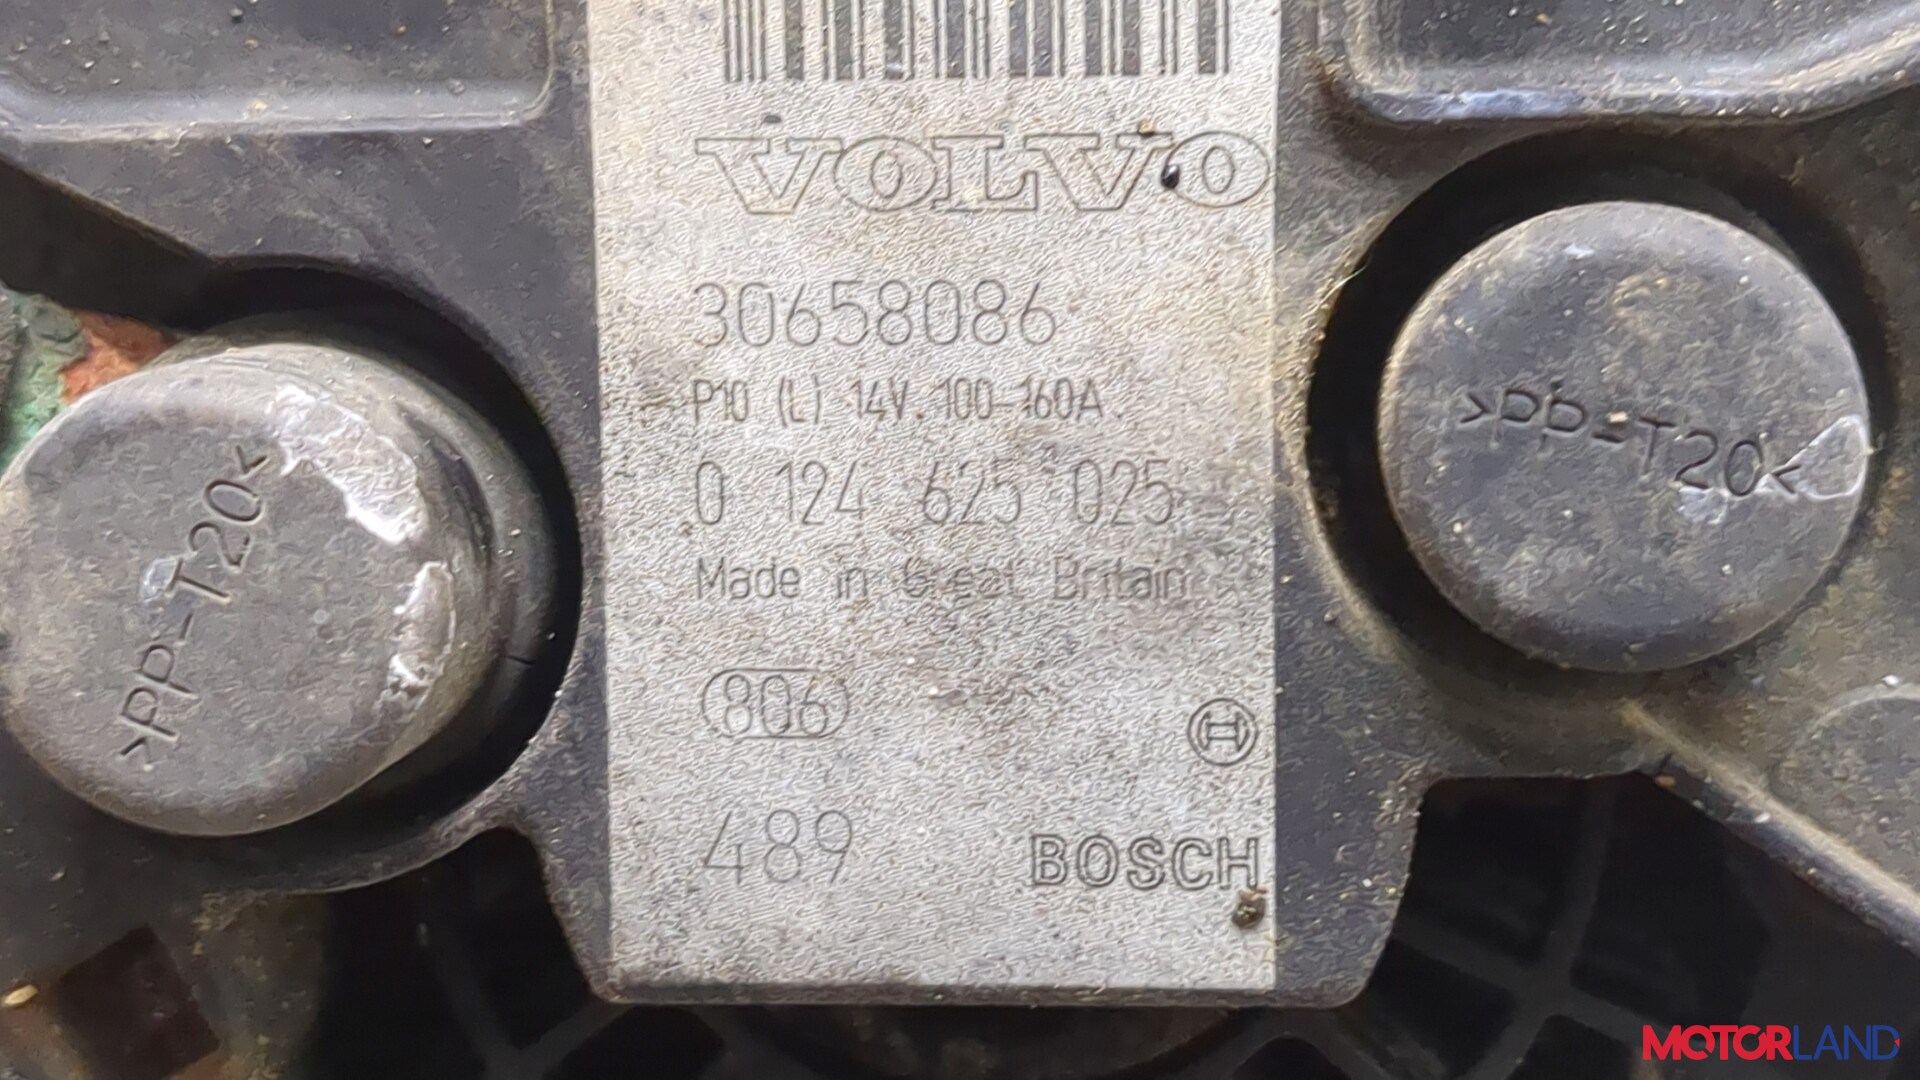 VOLVO
30658086
P10 (L) 14V. 100-160A.
0 124 625 025
Made in Great Britain
806
489
BOSCH
>PP-T20<
>PP-T20<
MOTORLAND